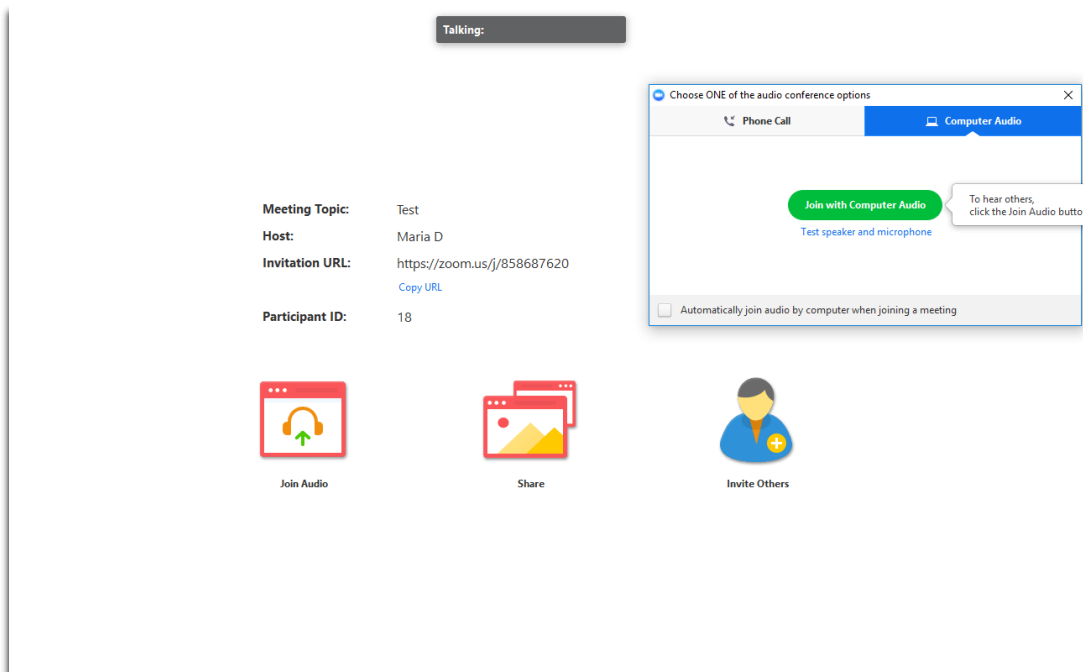 Talking:
Choose ONE of the audio conference options
Phone Call
Computer Audio
Join with Computer Audio
To hear others,
click the Join Audio butto
Test speaker and microphone
Automatically join audio by computer when joining a meeting
Meeting Topic: Test
Host: Maria D
Invitation URL: https://zoom.us/j/858687620
Copy URL
Participant ID: 18
Join Audio
Share
Invite Others